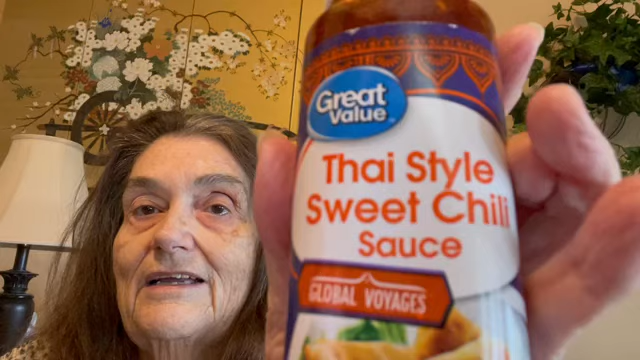 Great
Value
Thai Style
Sweet Chili
Sauce
GLOBAL VOYAGES